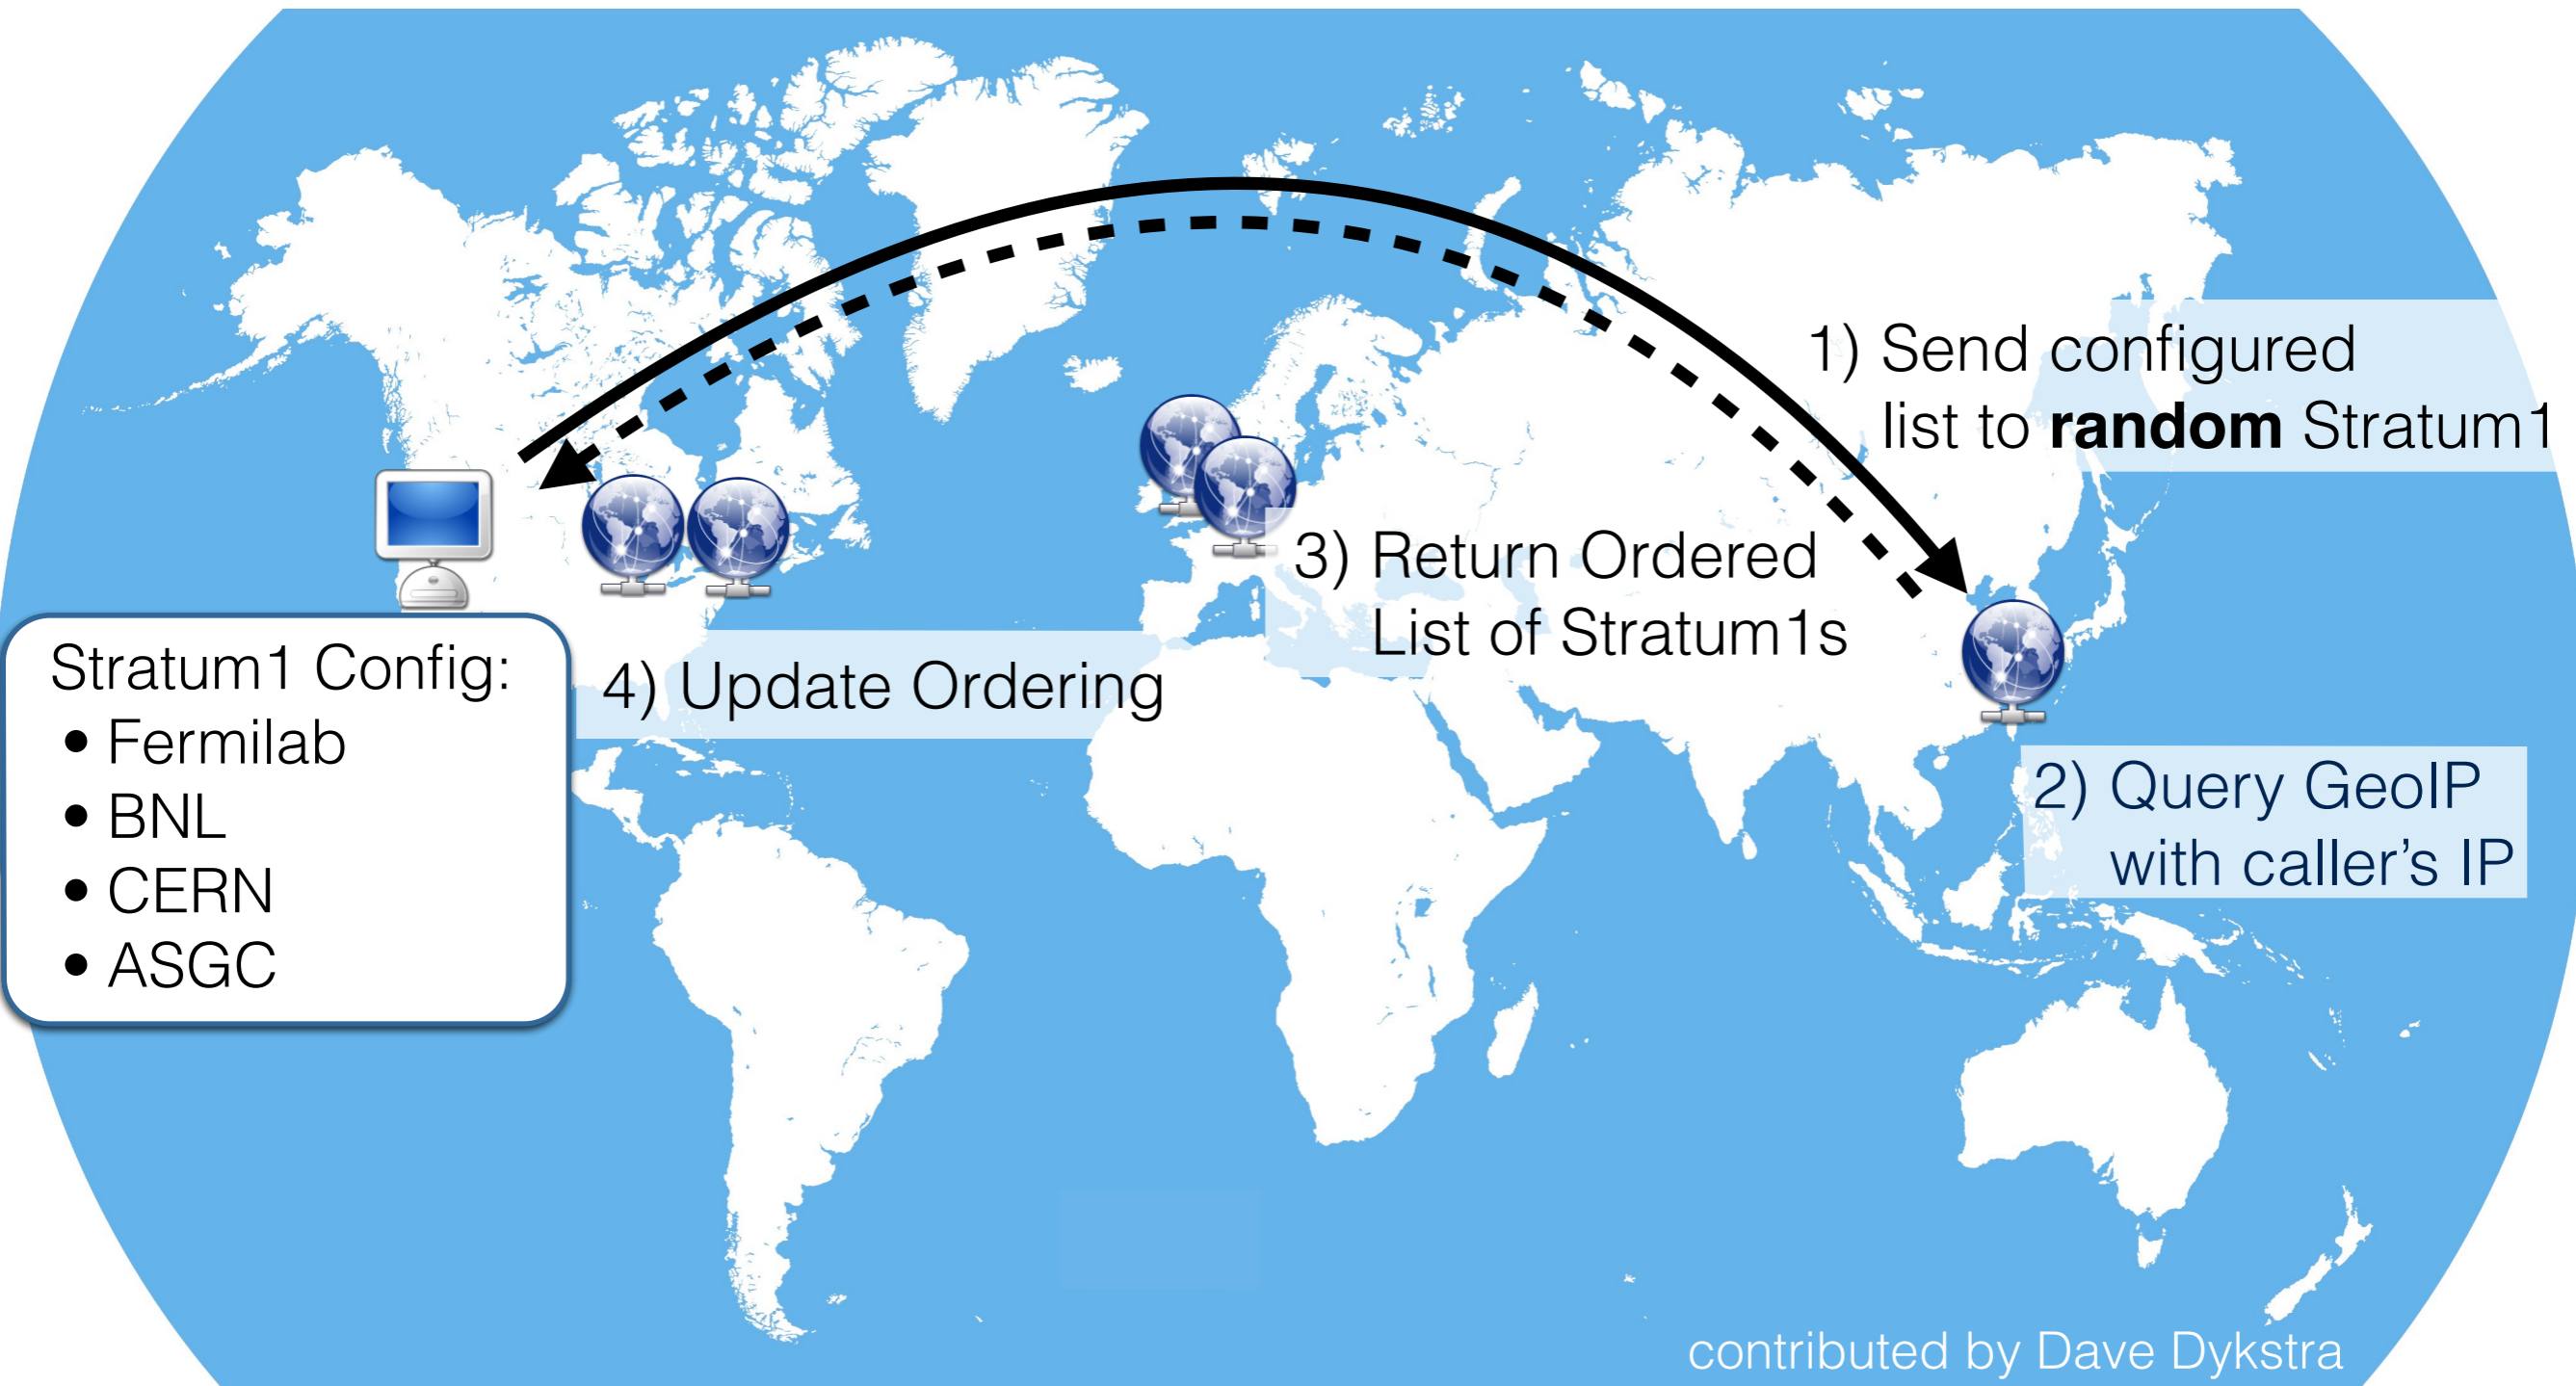 1) Send configured
list to random Stratum1
3) Return Ordered
List of Stratum1s
4) Update Ordering
Stratum1 Config:
• Fermilab
• BNL
• CERN
• ASGC
2) Query GeoIP
with caller’s IP
contributed by Dave Dykstra